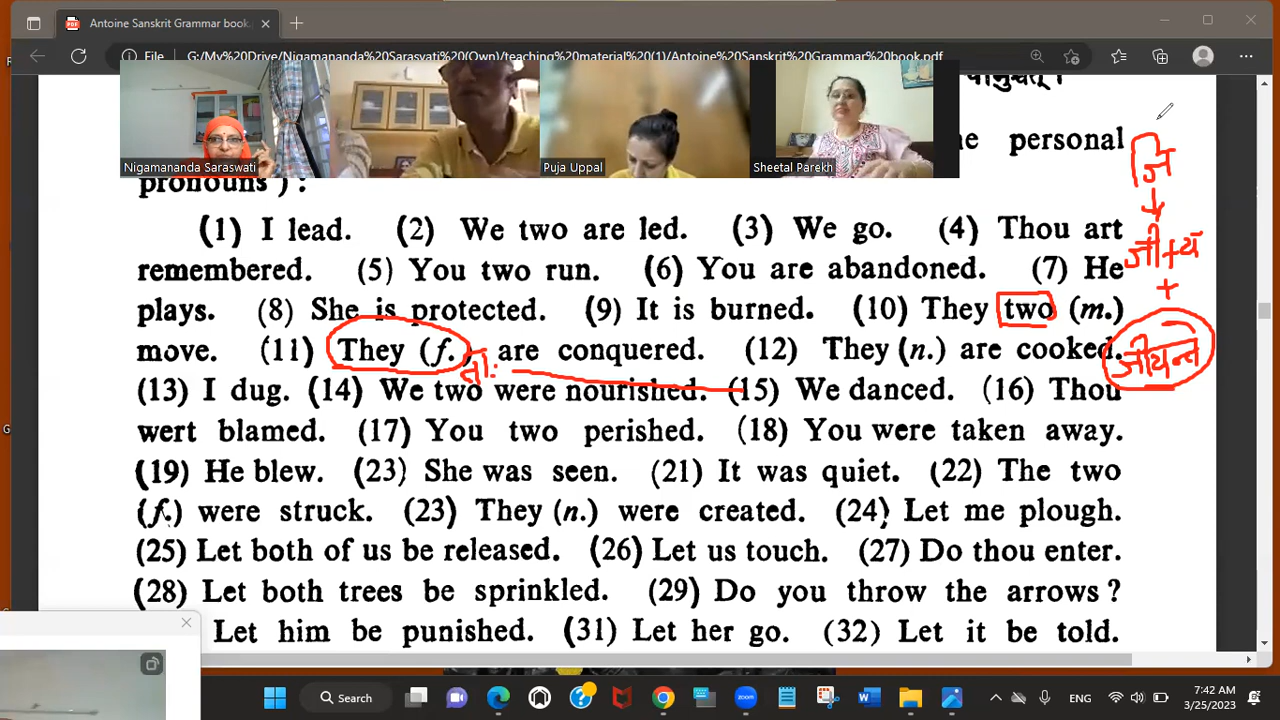 Antoine Sanskrit Grammar book.
File G:/My%20Drive/Nigamananda%20Sarasvati%20(Own)/teaching%20material%20(1)/Antoine%20Sanskrit%20Grammar%20book.pdf
Nigamananda Saraswati Puja Uppal Sheetal Parekh
he personal
pronouns ) :
(1) I lead. (2) We two are led. (3) We go. (4) Thou art
remembered. (5) You two run. (6) You are abandoned. (7) He
plays. (8) She is protected. (9) It is burned. (10) They two (m.)
move. (11) They (f.) are conquered. (12) They (n.) are cooked.
(13) I dug. (14) We two were nourished. (15) We danced. (16) Thou
wert blamed. (17) You two perished. (18) You were taken away.
(19) He blew. (23) She was seen. (21) It was quiet. (22) The two
(f.) were struck. (23) They (n.) were created. (24) Let me plough.
(25) Let both of us be released. (26) Let us touch. (27) Do thou enter.
(28) Let both trees be sprinkled. (29) Do you throw the arrows ?
Let him be punished. (31) Let her go. (32) Let it be told.
जि
जी+य
+
जीयन्ते
ताः
Search
ENG
7:42 AM
3/25/2023